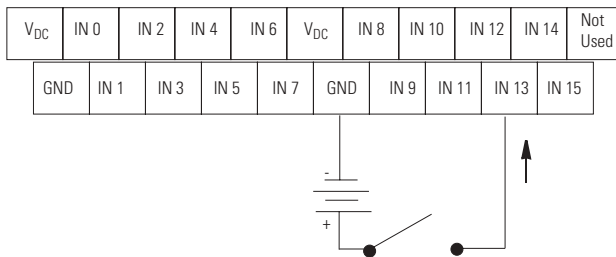 VDC IN 0 IN 2 IN 4 IN 6 VDC IN 8 IN 10 IN 12 IN 14 Not Used
GND IN 1 IN 3 IN 5 IN 7 GND IN 9 IN 11 IN 13 IN 15
-
+